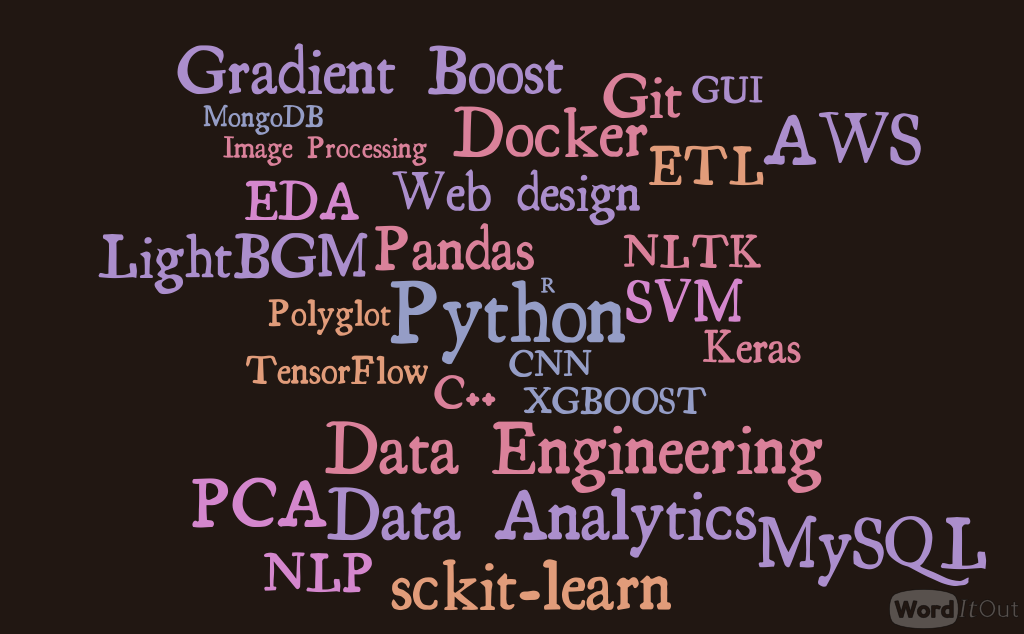 Gradient Boost
Git
GUI
MongoDB
Docker
AWS
Image Processing
ETL
EDA
Web design
LightBGM
Pandas
NLTK
R
Polyglot
Python
SVM
Keras
TensorFlow
CNN
C++
XGBOOST
Data Engineering
PCA
Data Analytics
MySQL
NLP
sckit-learn
WordItOut